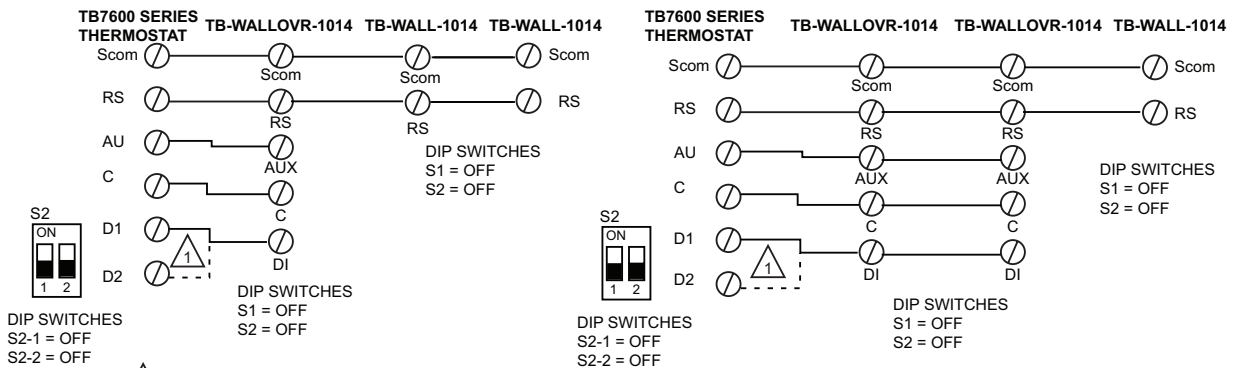 TB7600 SERIES
THERMOSTAT TB-WALLOVR-1014 TB-WALL-1014 TB-WALL-1014
Scom Scom Scom Scom
RS RS RS RS
AU AUX
C C
D1 DI
1
D2
S2
ON
1 2
DIP SWITCHES
S2-1 = OFF
S2-2 = OFF
DIP SWITCHES
S1 = OFF
S2 = OFF
DIP SWITCHES
S1 = OFF
S2 = OFF
TB7600 SERIES
THERMOSTAT TB-WALLOVR-1014 TB-WALLOVR-1014 TB-WALL-1014
Scom Scom Scom Scom
RS RS RS RS
AU AUX AUX
C C C
D1 DI DI
1
D2
S2
ON
1 2
DIP SWITCHES
S2-1 = OFF
S2-2 = OFF
DIP SWITCHES
S1 = OFF
S2 = OFF
DIP SWITCHES
S1 = OFF
S2 = OFF